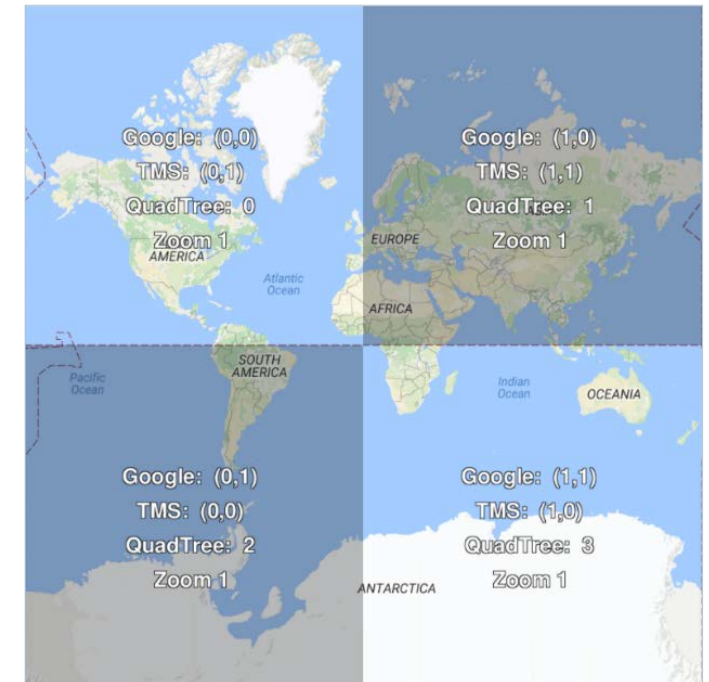 Google: (0,0)
TMS: (0,1)
QuadTree: 0
Zoom 1
AMERICA
Atlantic
Ocean
Google: (1,0)
TMS: (1,1)
QuadTree: 1
Zoom 1
EUROPE
AFRICA
Pacific
Ocean
SOUTH
AMERICA
Google: (0,1)
TMS: (0,0)
QuadTree: 2
Zoom 1
Indian
Ocean
OCEANIA
Google: (1,1)
TMS: (1,0)
QuadTree: 3
Zoom 1
ANTARCTICA